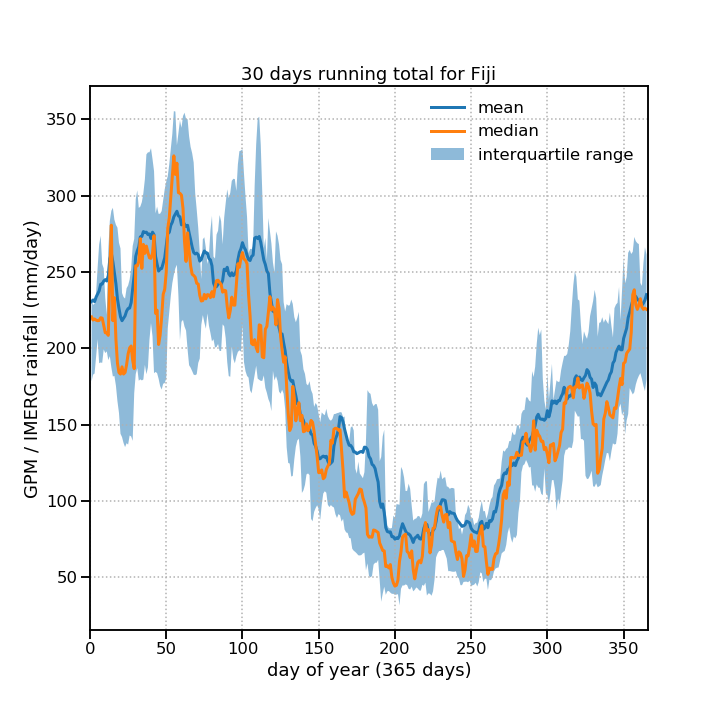 30 days running total for Fiji
mean
median
interquartile range
GPM / IMERG rainfall (mm/day)
350
300
250
200
150
100
50
0 50 100 150 200 250 300 350
day of year (365 days)